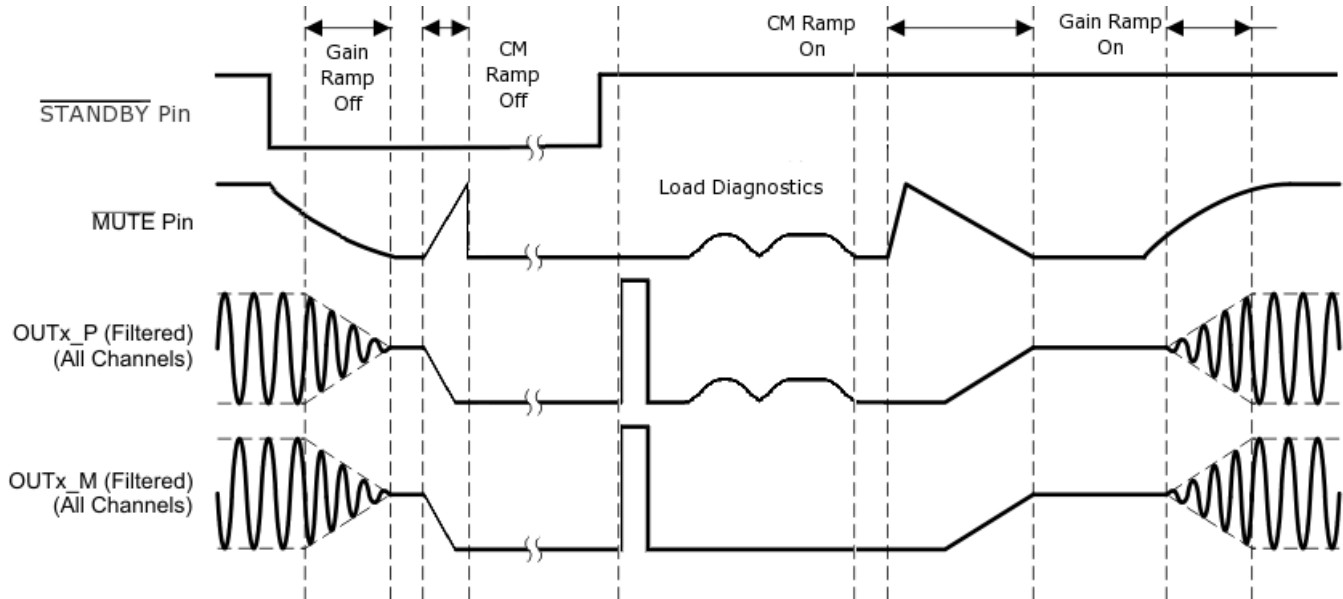 Gain
Ramp
Off
CM
Ramp
Off
CM Ramp
On
Gain Ramp
On
STANDBY Pin
MUTE Pin
Load Diagnostics
OUTx_P (Filtered)
(All Channels)
OUTx_M (Filtered)
(All Channels)